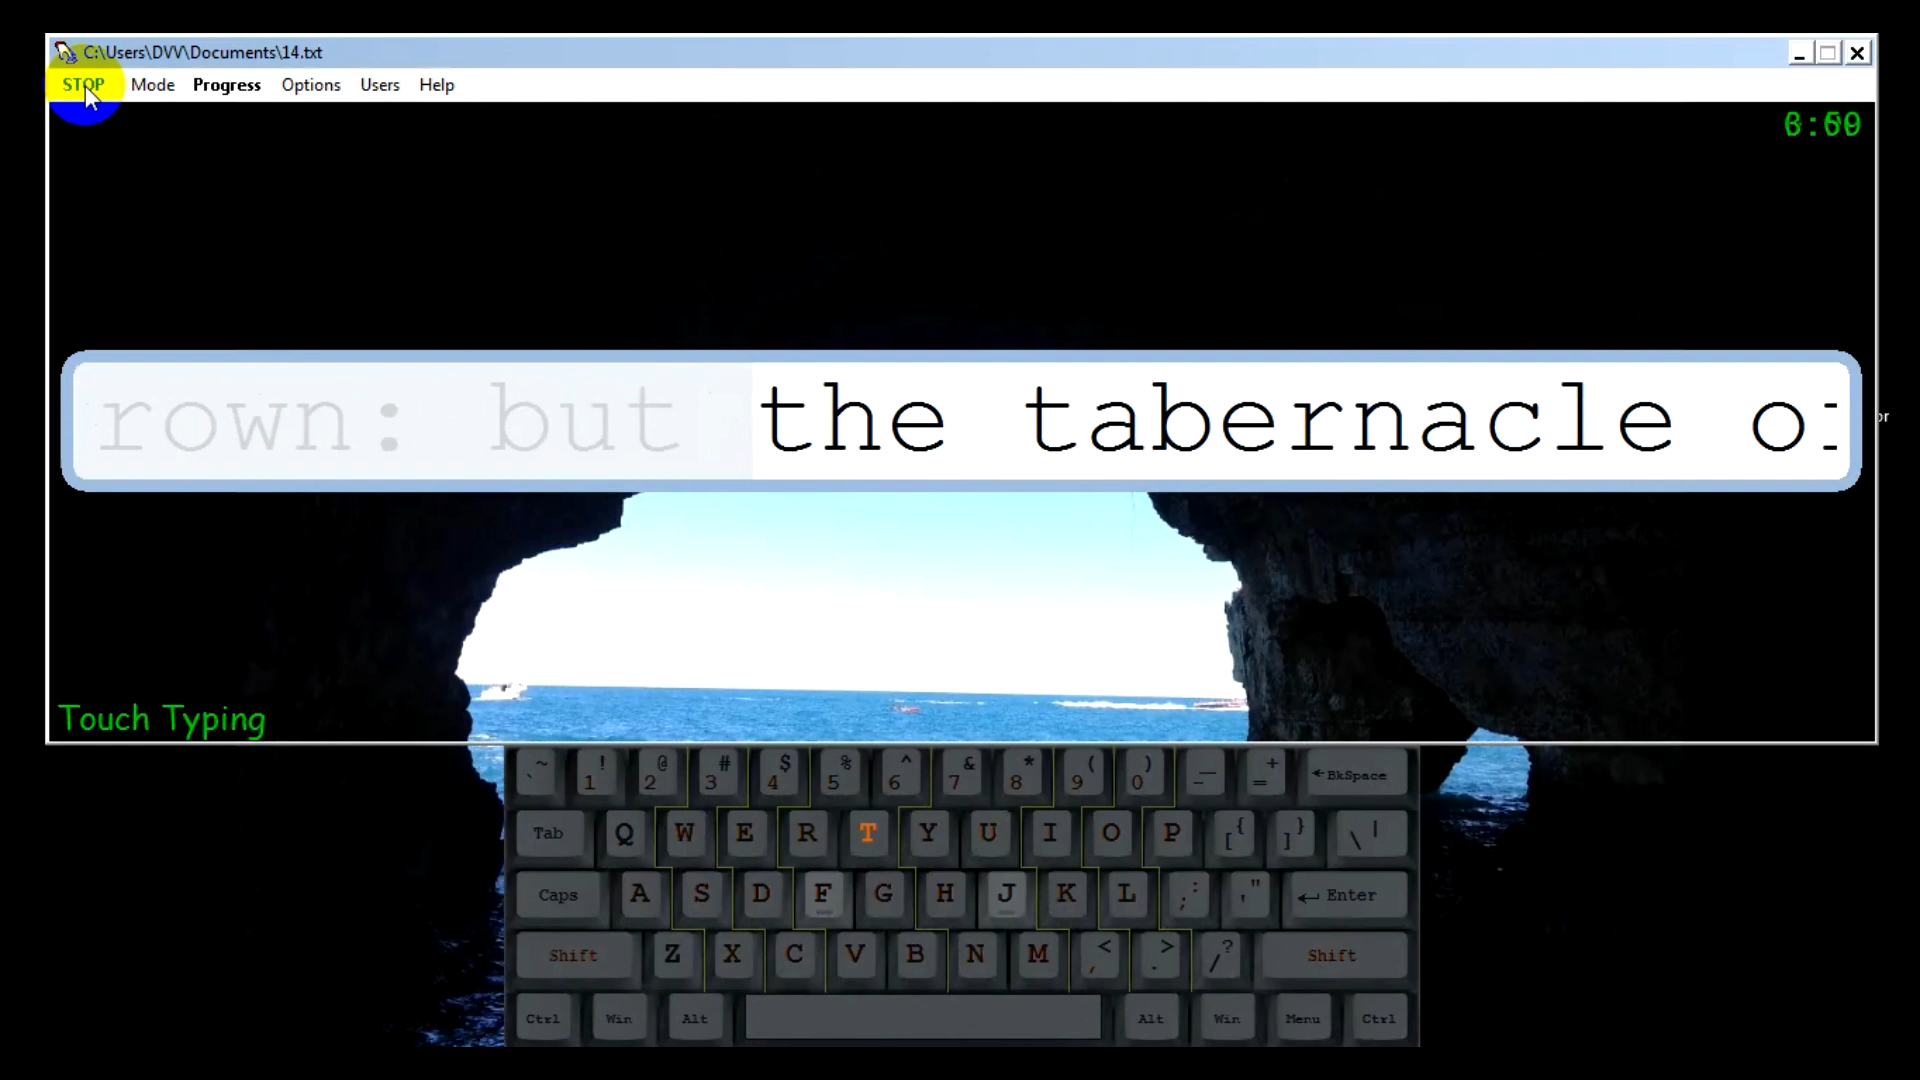 C:\Users\DVV\Documents\14.txt
STOP Mode Progress Options Users Help
rown: but the tabernacle
or
Touch Typing
` ~ ! 1 @ 2 # 3 $ 4 % 5 ^ 6 & 7 * 8 ( 9 ) 0 _ - + = ←BkSpace
Tab Q W E R T Y U I O P { [ } ] | \
Caps A S D F G H J K L : ; " ' Enter
Shift Z X C V B N M < , > . ? / Shift
Ctrl Win Alt Alt Win Menu Ctrl